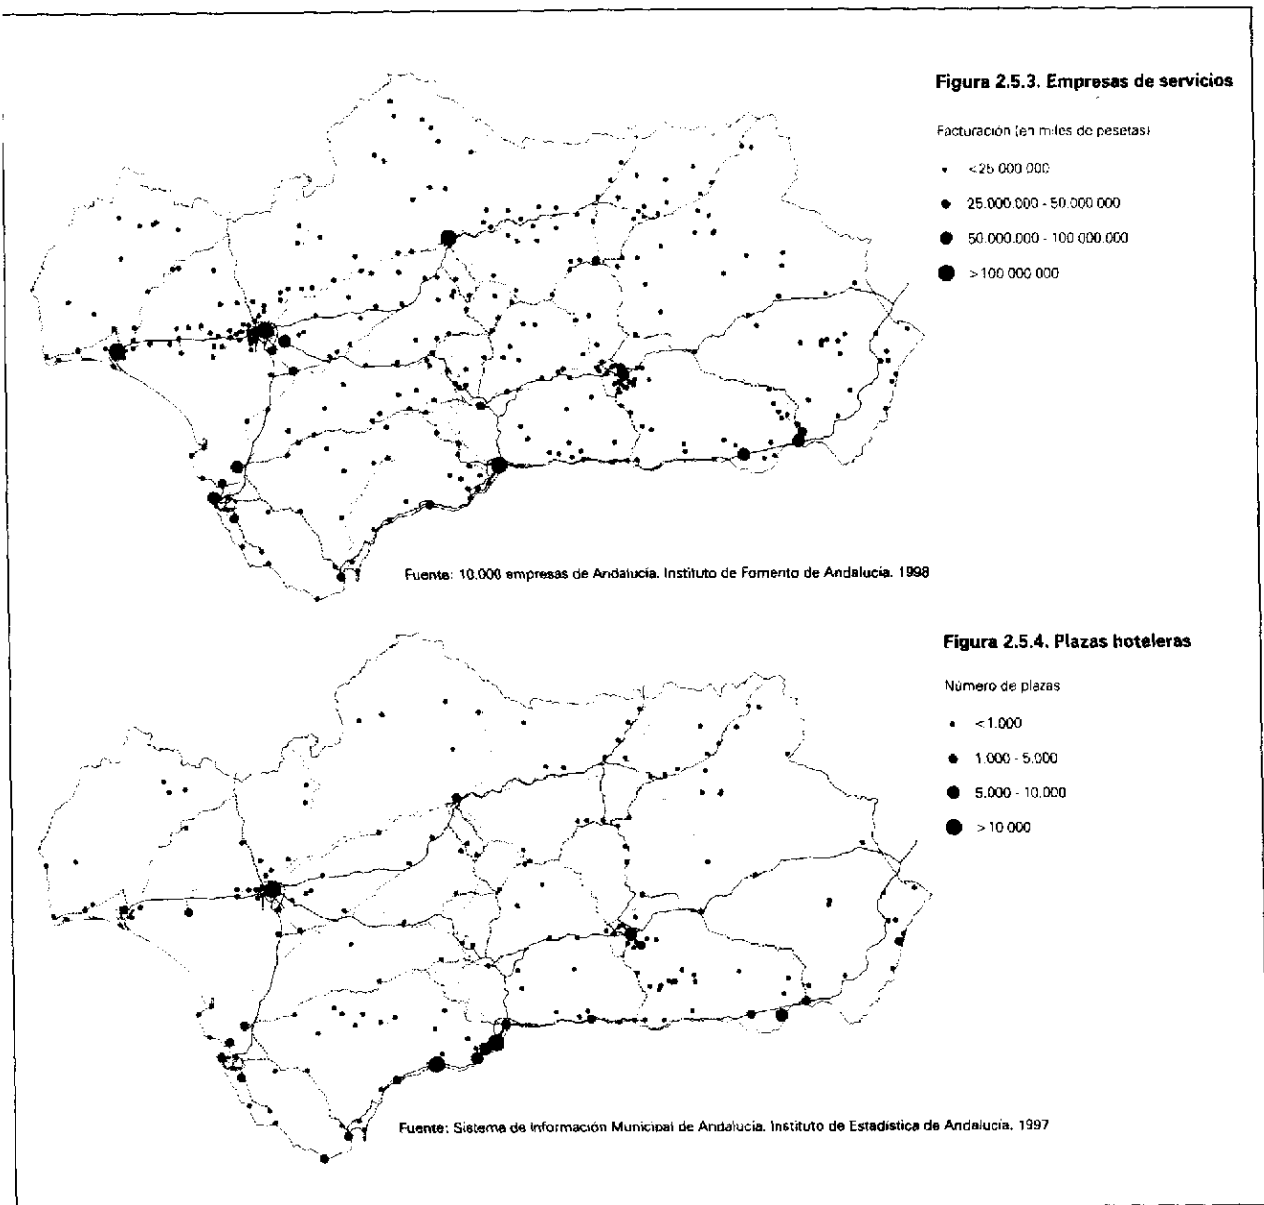 Figura 2.5.3. Empresas de servicios
Facturación (en miles de pesetas)
<25 000 000
25.000.000 - 50.000 000
50.000.000 - 100 000.000
>100 000 000
Fuente: 10.000 empresas de Andalucía. Instituto de Fomento de Andalucía. 1998
Figura 2.5.4. Plazas hoteleras
Número de plazas
<1.000
1.000 - 5.000
5.000 - 10.000
>10 000
Fuente: Sistema de Información Municipal de Andalucía. Instituto de Estadística de Andalucía. 1997